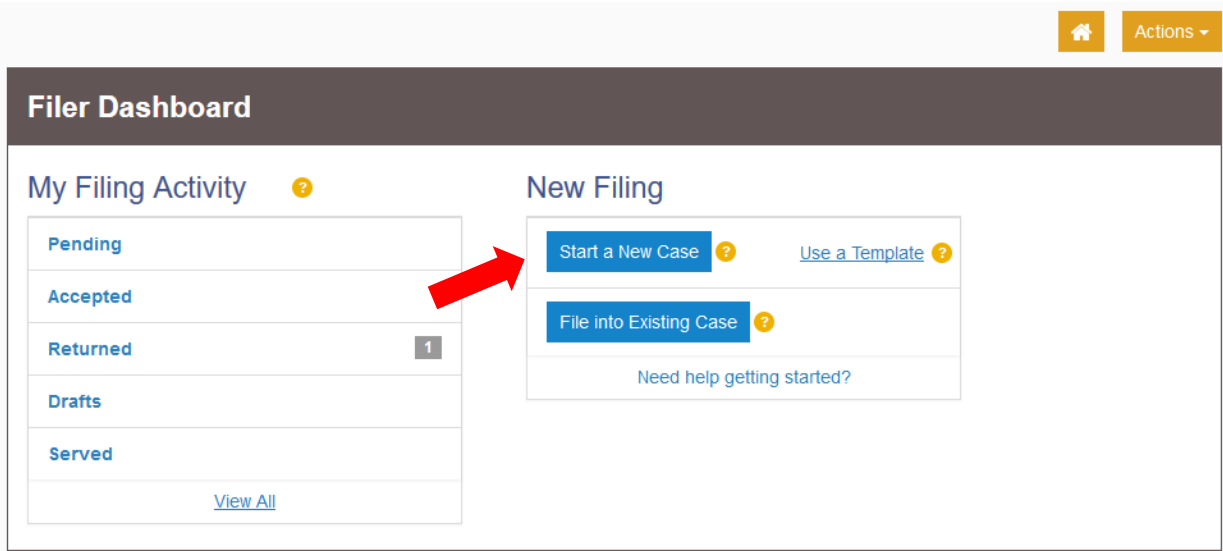 Actions
Filer Dashboard
My Filing Activity ?
Pending
Accepted
Returned 1
Drafts
Served
View All
New Filing
Start a New Case ? Use a Template ?
File into Existing Case ?
Need help getting started?